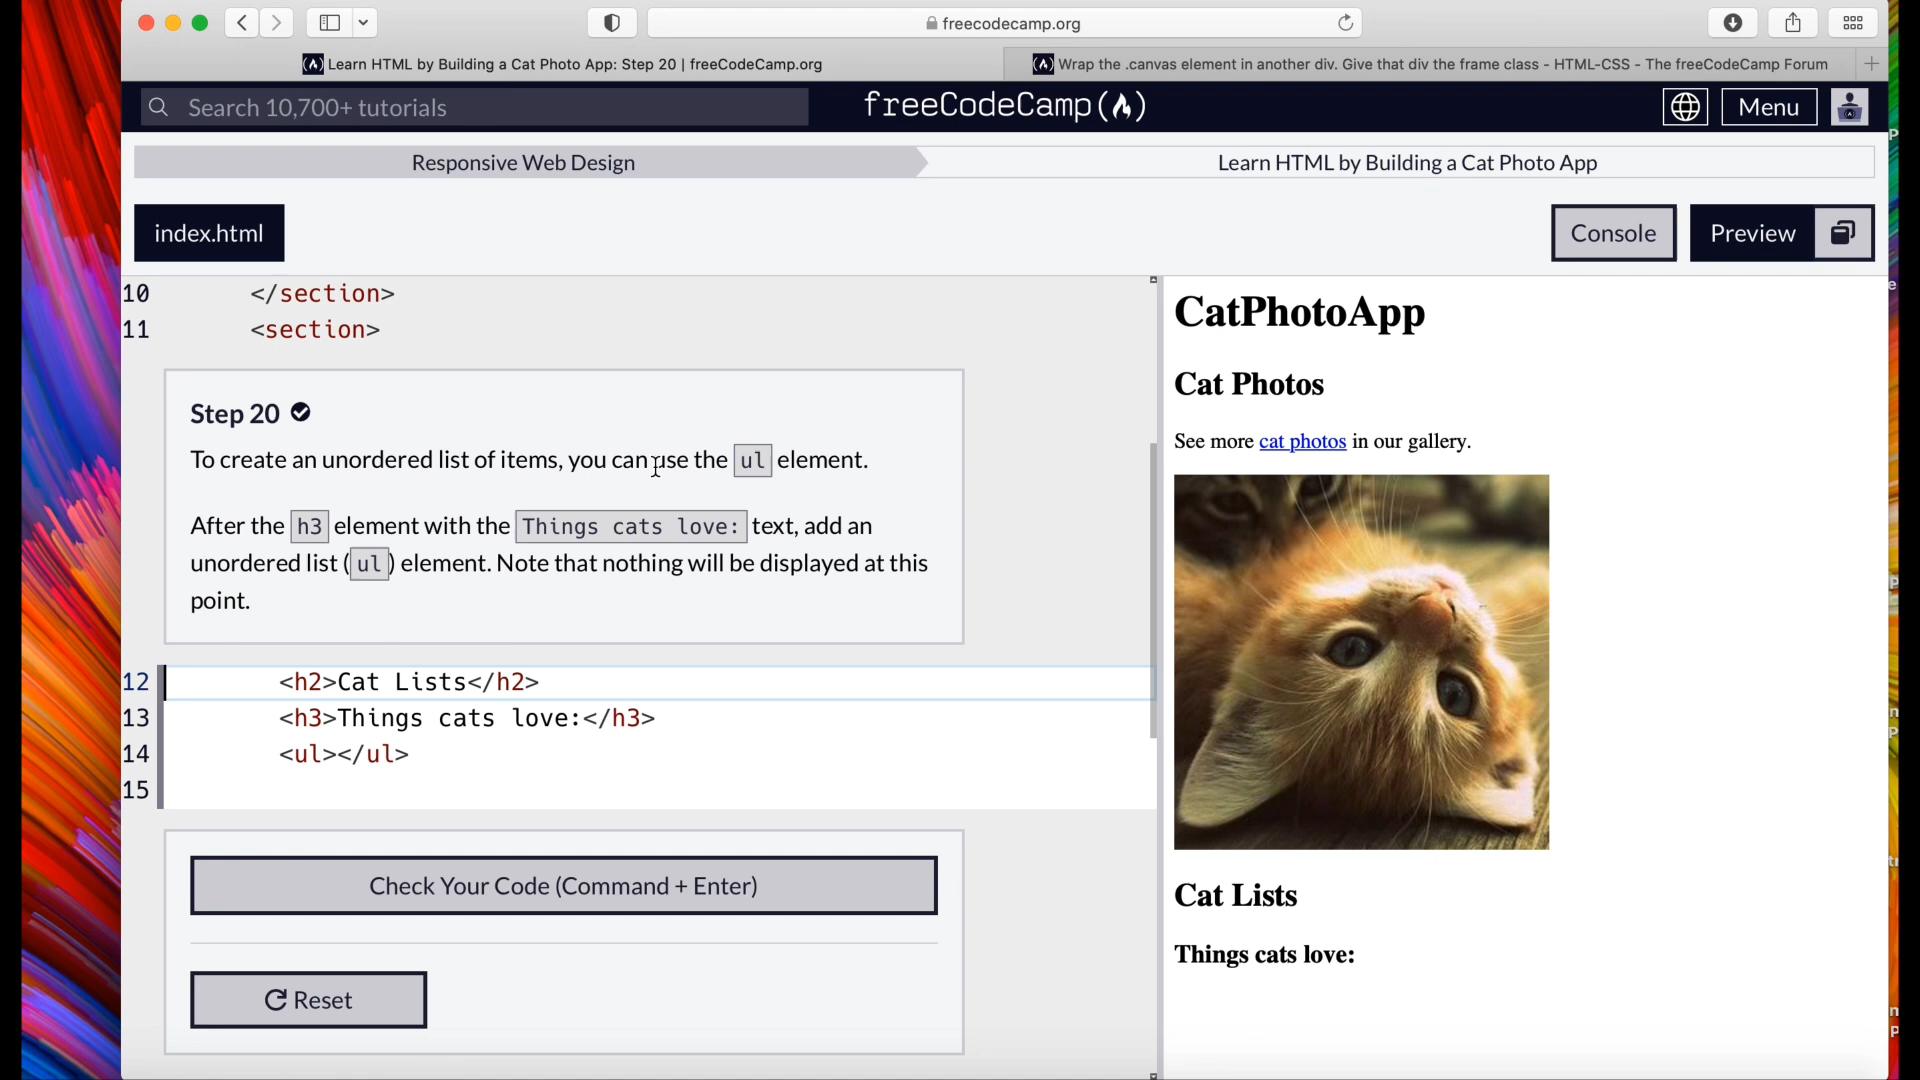 freecodecamp.org
Learn HTML by Building a Cat Photo App: Step 20 | freeCodeCamp.org
Wrap the .canvas element in another div. Give that div the frame class - HTML-CSS - The freeCodeCamp Forum
Search 10,700+ tutorials
freeCodeCamp
Menu
Responsive Web Design
Learn HTML by Building a Cat Photo App
index.html
Console
Preview
10 </section>
11 <section>
Step 20
To create an unordered list of items, you can use the ul element.
After the h3 element with the Things cats love: text, add an
unordered list (ul) element. Note that nothing will be displayed at this
point.
12 <h2>Cat Lists</h2>
13 <h3>Things cats love:</h3>
14 <ul></ul>
15
Check Your Code (Command + Enter)
Reset
CatPhotoApp
Cat Photos
See more cat photos in our gallery.
Cat Lists
Things cats love: